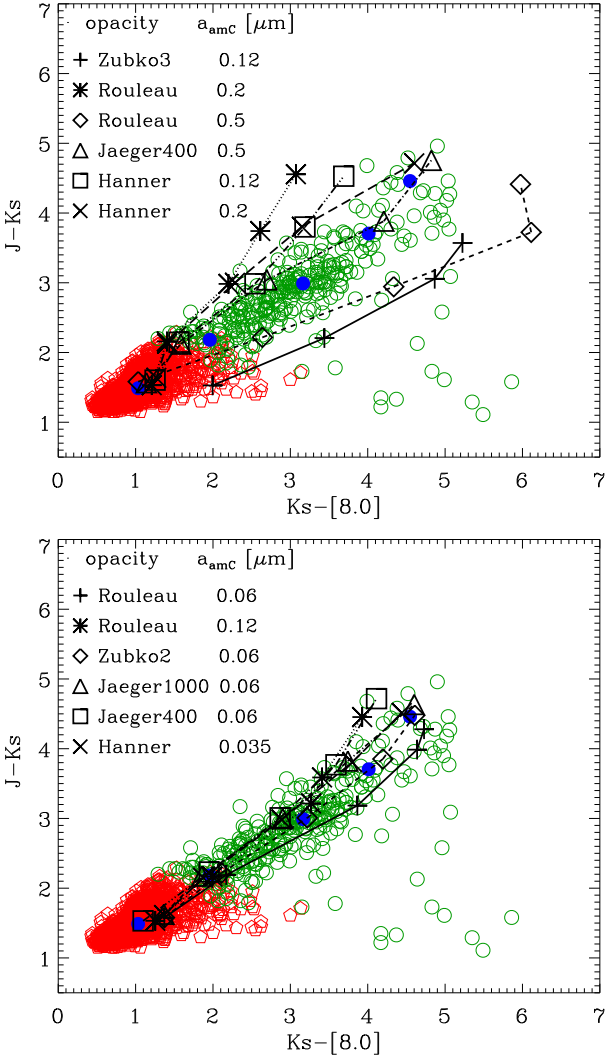 7
opacity a_amC [μm]
Zubko3 0.12
6
Rouleau 0.2
Rouleau 0.5
5
Jaeger400 0.5
Hanner 0.12
Hanner 0.2
4
J-Ks
3
2
1
0 1 2 3 4 5 6 7
Ks-[8.0]
7
opacity a_amC [μm]
Rouleau 0.06
6
Rouleau 0.12
Zubko2 0.06
Jaeger1000 0.06
5
Jaeger400 0.06
Hanner 0.035
4
J-Ks
3
2
1
0 1 2 3 4 5 6 7
Ks-[8.0]